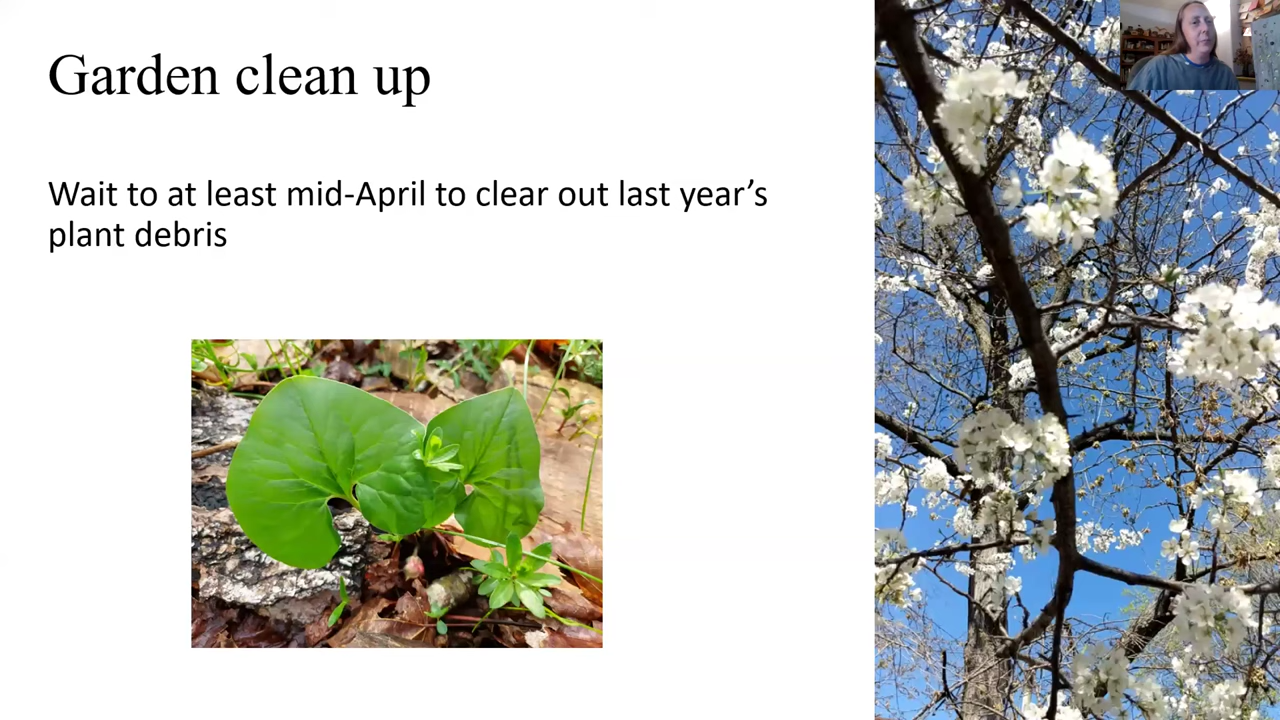 Garden clean up
Wait to at least mid-April to clear out last year’s
plant debris